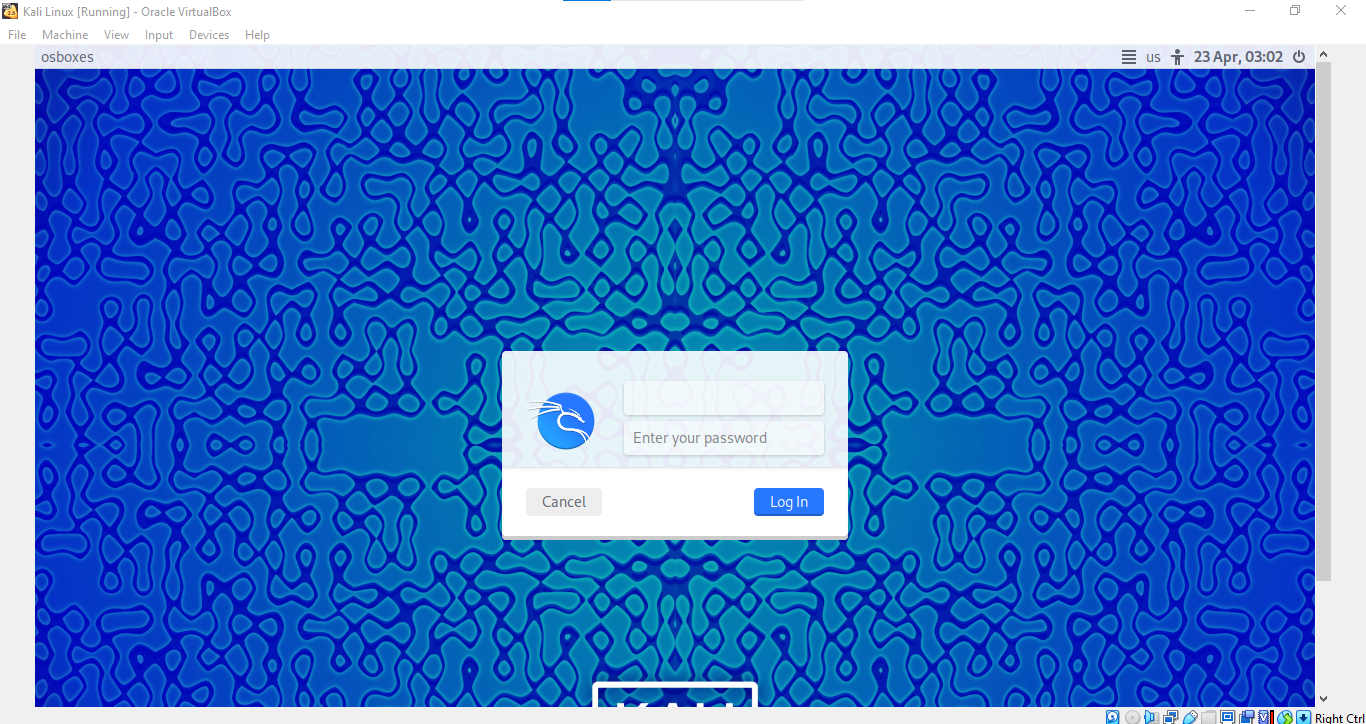 Kali Linux [Running] - Oracle VirtualBox
File Machine View Input Devices Help
osboxes us 23 Apr, 03:02
Enter your password
Cancel Log In
KALI
Right Ctrl